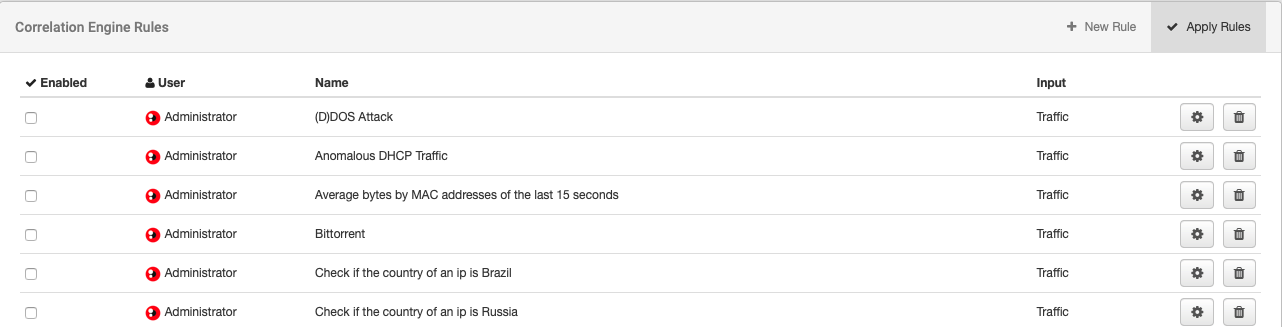 Correlation Engine Rules New Rule Apply Rules
Enabled User Name Input
Administrator (D)DOS Attack Traffic
Administrator Anomalous DHCP Traffic Traffic
Administrator Average bytes by MAC addresses of the last 15 seconds Traffic
Administrator Bittorrent Traffic
Administrator Check if the country of an ip is Brazil Traffic
Administrator Check if the country of an ip is Russia Traffic